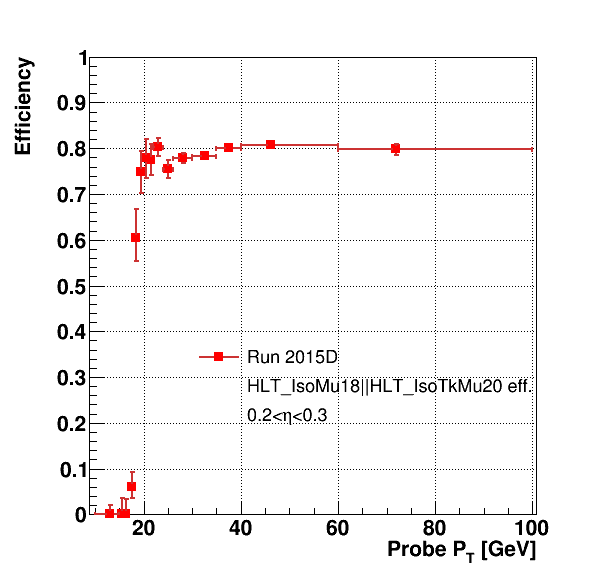 Efficiency
1
0.9
0.8
0.7
0.6
0.5
0.4
0.3
0.2
0.1
0
Run 2015D
HLT_IsoMu18||HLT_IsoTkMu20 eff.
0.2<η<0.3
20 40 60 80 100
Probe P_T [GeV]